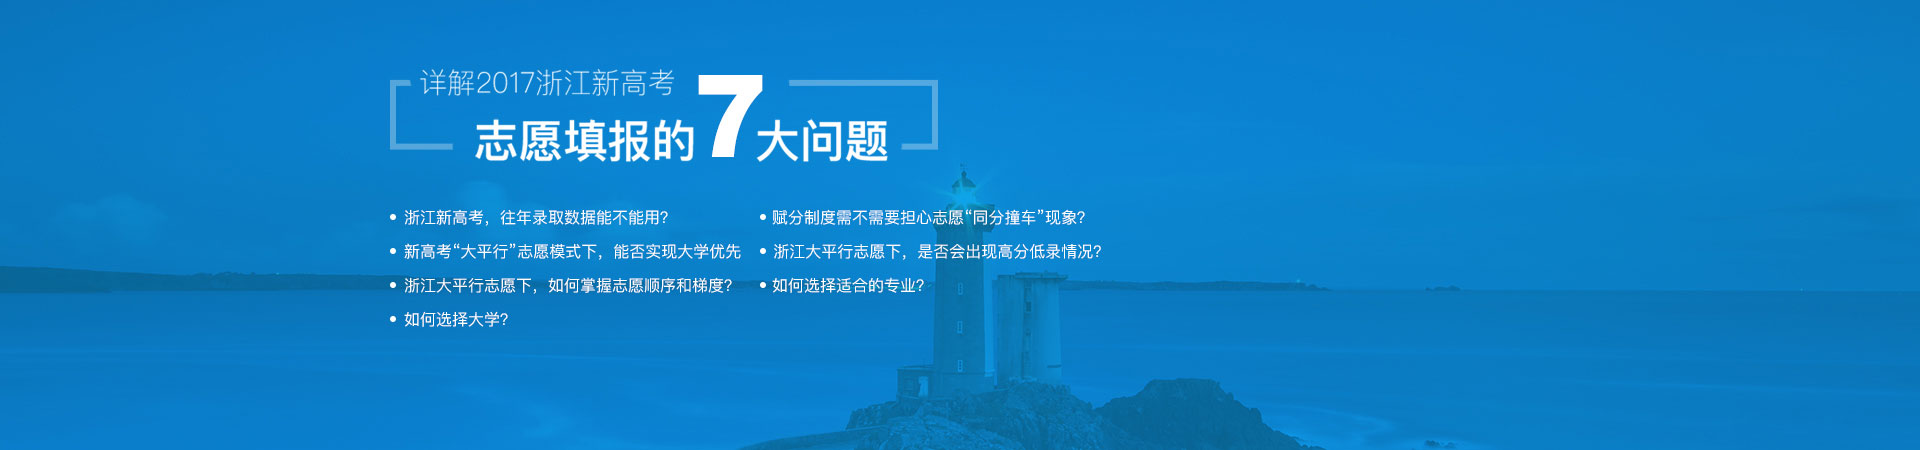 详解2017浙江新高考
志愿填报的7大问题
• 浙江新高考，往年录取数据能不能用？
• 新高考“大平行”志愿模式下，能否实现大学优先
• 浙江大平行志愿下，如何掌握志愿顺序和梯度？
• 如何选择大学？
• 赋分制度需不需要担心志愿“同分撞车”现象？
• 浙江大平行志愿下，是否会出现高分低录情况？
• 如何选择适合的专业？